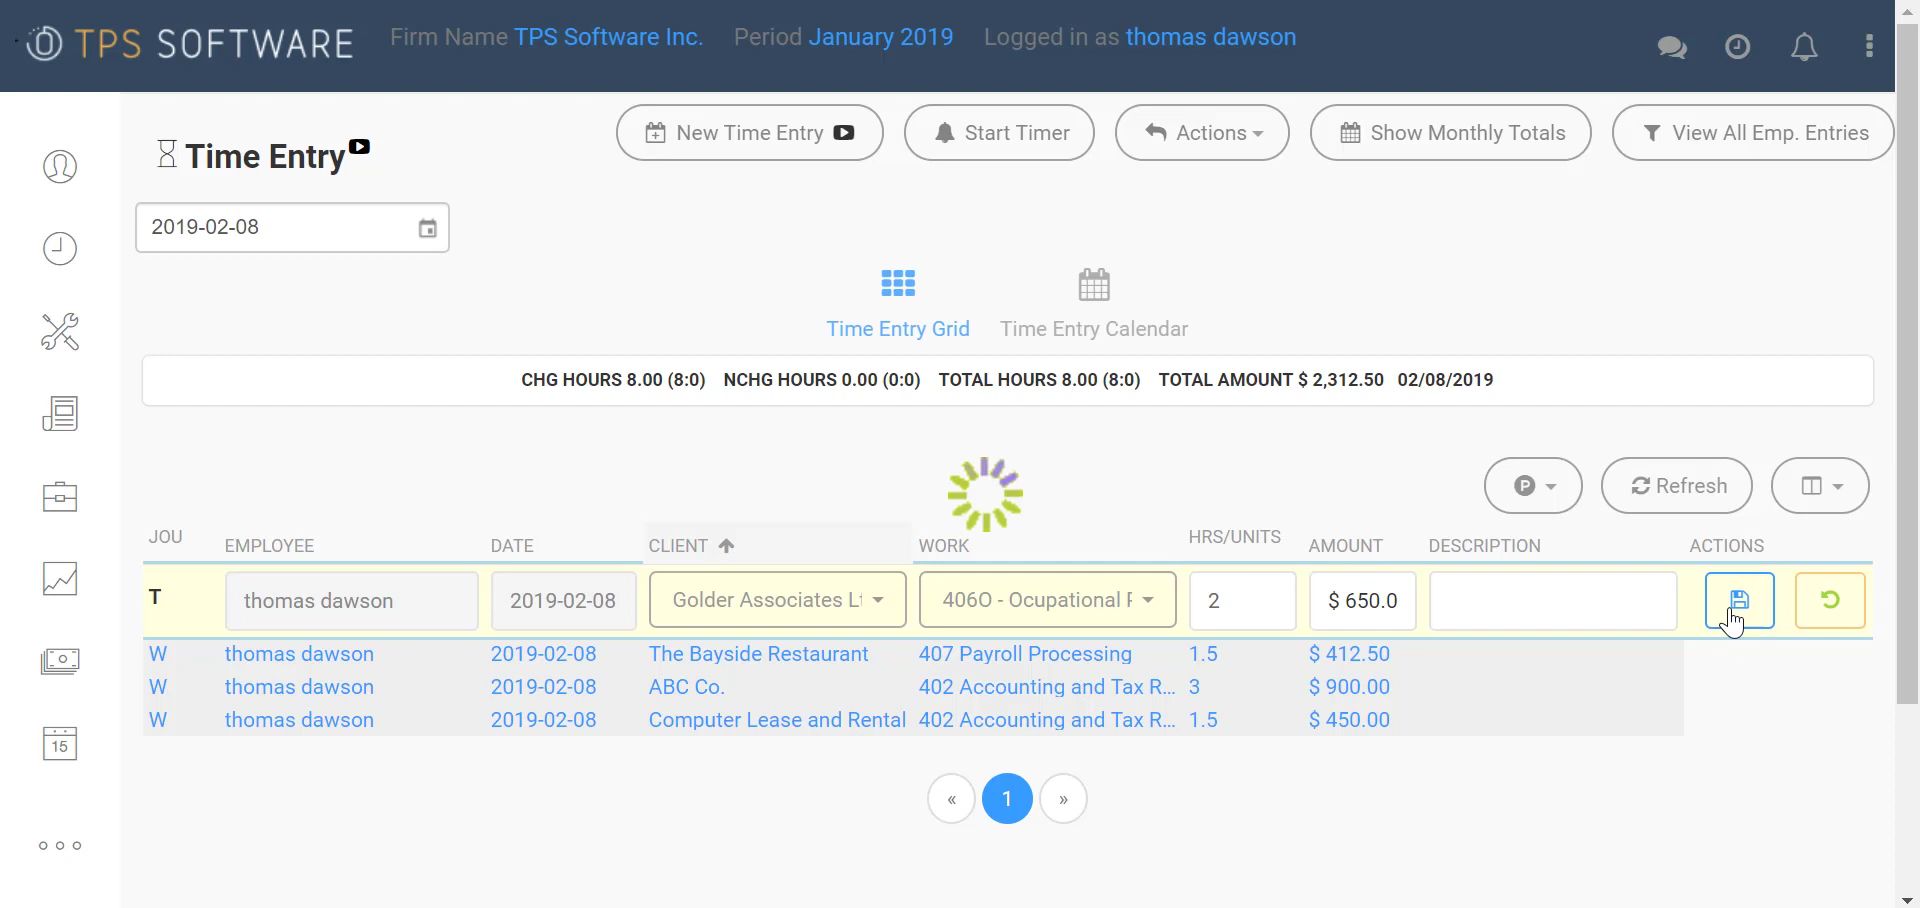 TPS SOFTWARE Firm Name TPS Software Inc. Period January 2019 Logged in as thomas dawson
New Time Entry Start Timer Actions Show Monthly Totals View All Emp. Entries
Time Entry
2019-02-08
Time Entry Grid Time Entry Calendar
CHG HOURS 8.00 (8:0) NCHG HOURS 0.00 (0:0) TOTAL HOURS 8.00 (8:0) TOTAL AMOUNT $ 2,312.50 02/08/2019
P Refresh
JOU EMPLOYEE DATE CLIENT WORK HRS/UNITS AMOUNT DESCRIPTION ACTIONS
T thomas dawson 2019-02-08 Golder Associates Lt 406O - Ocupational F 2 $ 650.0
W thomas dawson 2019-02-08 The Bayside Restaurant 407 Payroll Processing 1.5 $ 412.50
W thomas dawson 2019-02-08 ABC Co. 402 Accounting and Tax R... 3 $ 900.00
W thomas dawson 2019-02-08 Computer Lease and Rental 402 Accounting and Tax R... 1.5 $ 450.00
15
« 1 »